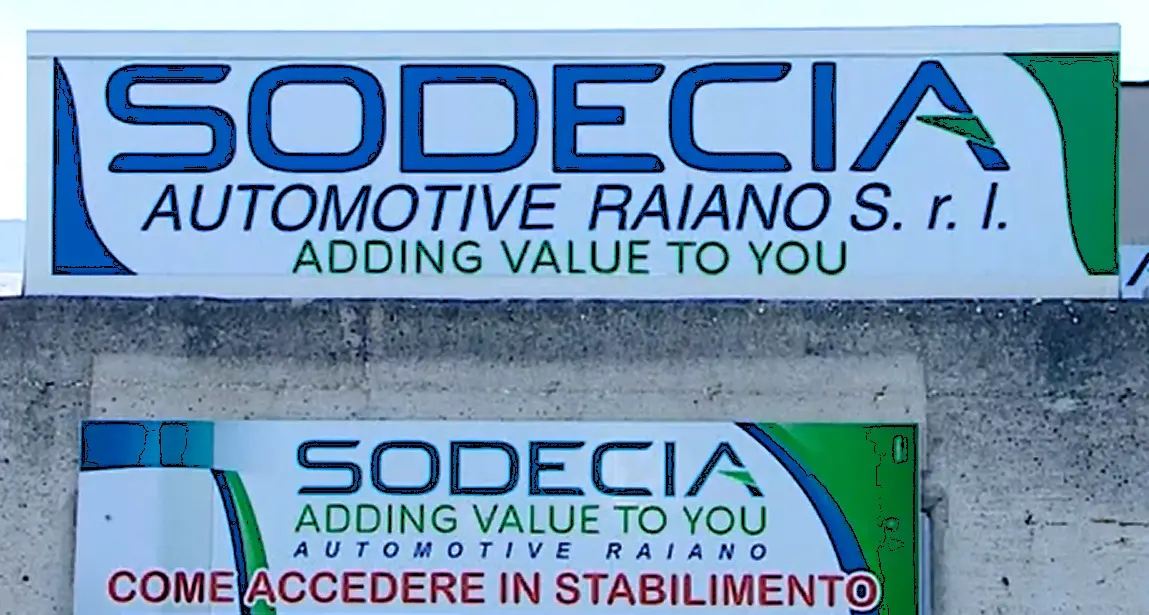 SODECIA
AUTOMOTIVE RAIANO S. r. l.
ADDING VALUE TO YOU
SODECIA
ADDING VALUE TO YOU
AUTOMOTIVE RAIANO
COME ACCEDERE IN STABILIMENTO